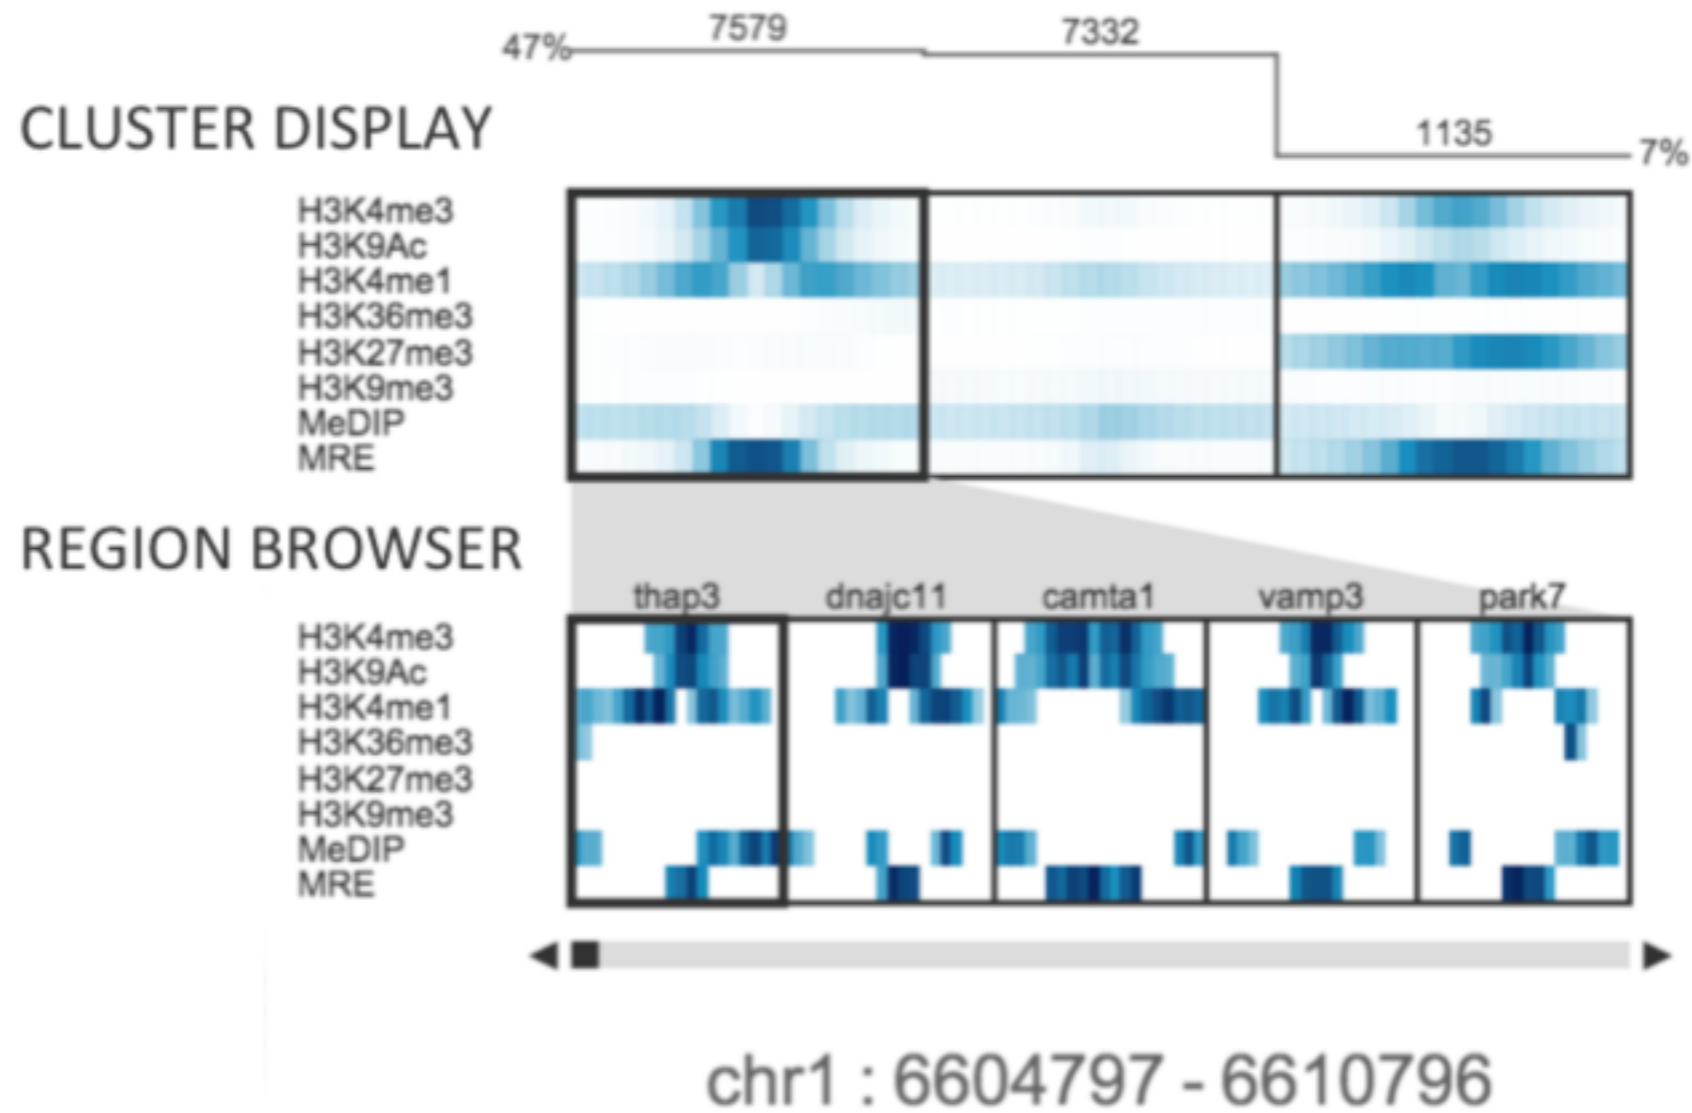 7579 7332
47%
CLUSTER DISPLAY
1135 7%
H3K4me3
H3K9Ac
H3K4me1
H3K36me3
H3K27me3
H3K9me3
MeDIP
MRE
REGION BROWSER
thap3 dnajc11 camta1 vamp3 park7
H3K4me3
H3K9Ac
H3K4me1
H3K36me3
H3K27me3
H3K9me3
MeDIP
MRE
chr1 : 6604797 - 6610796